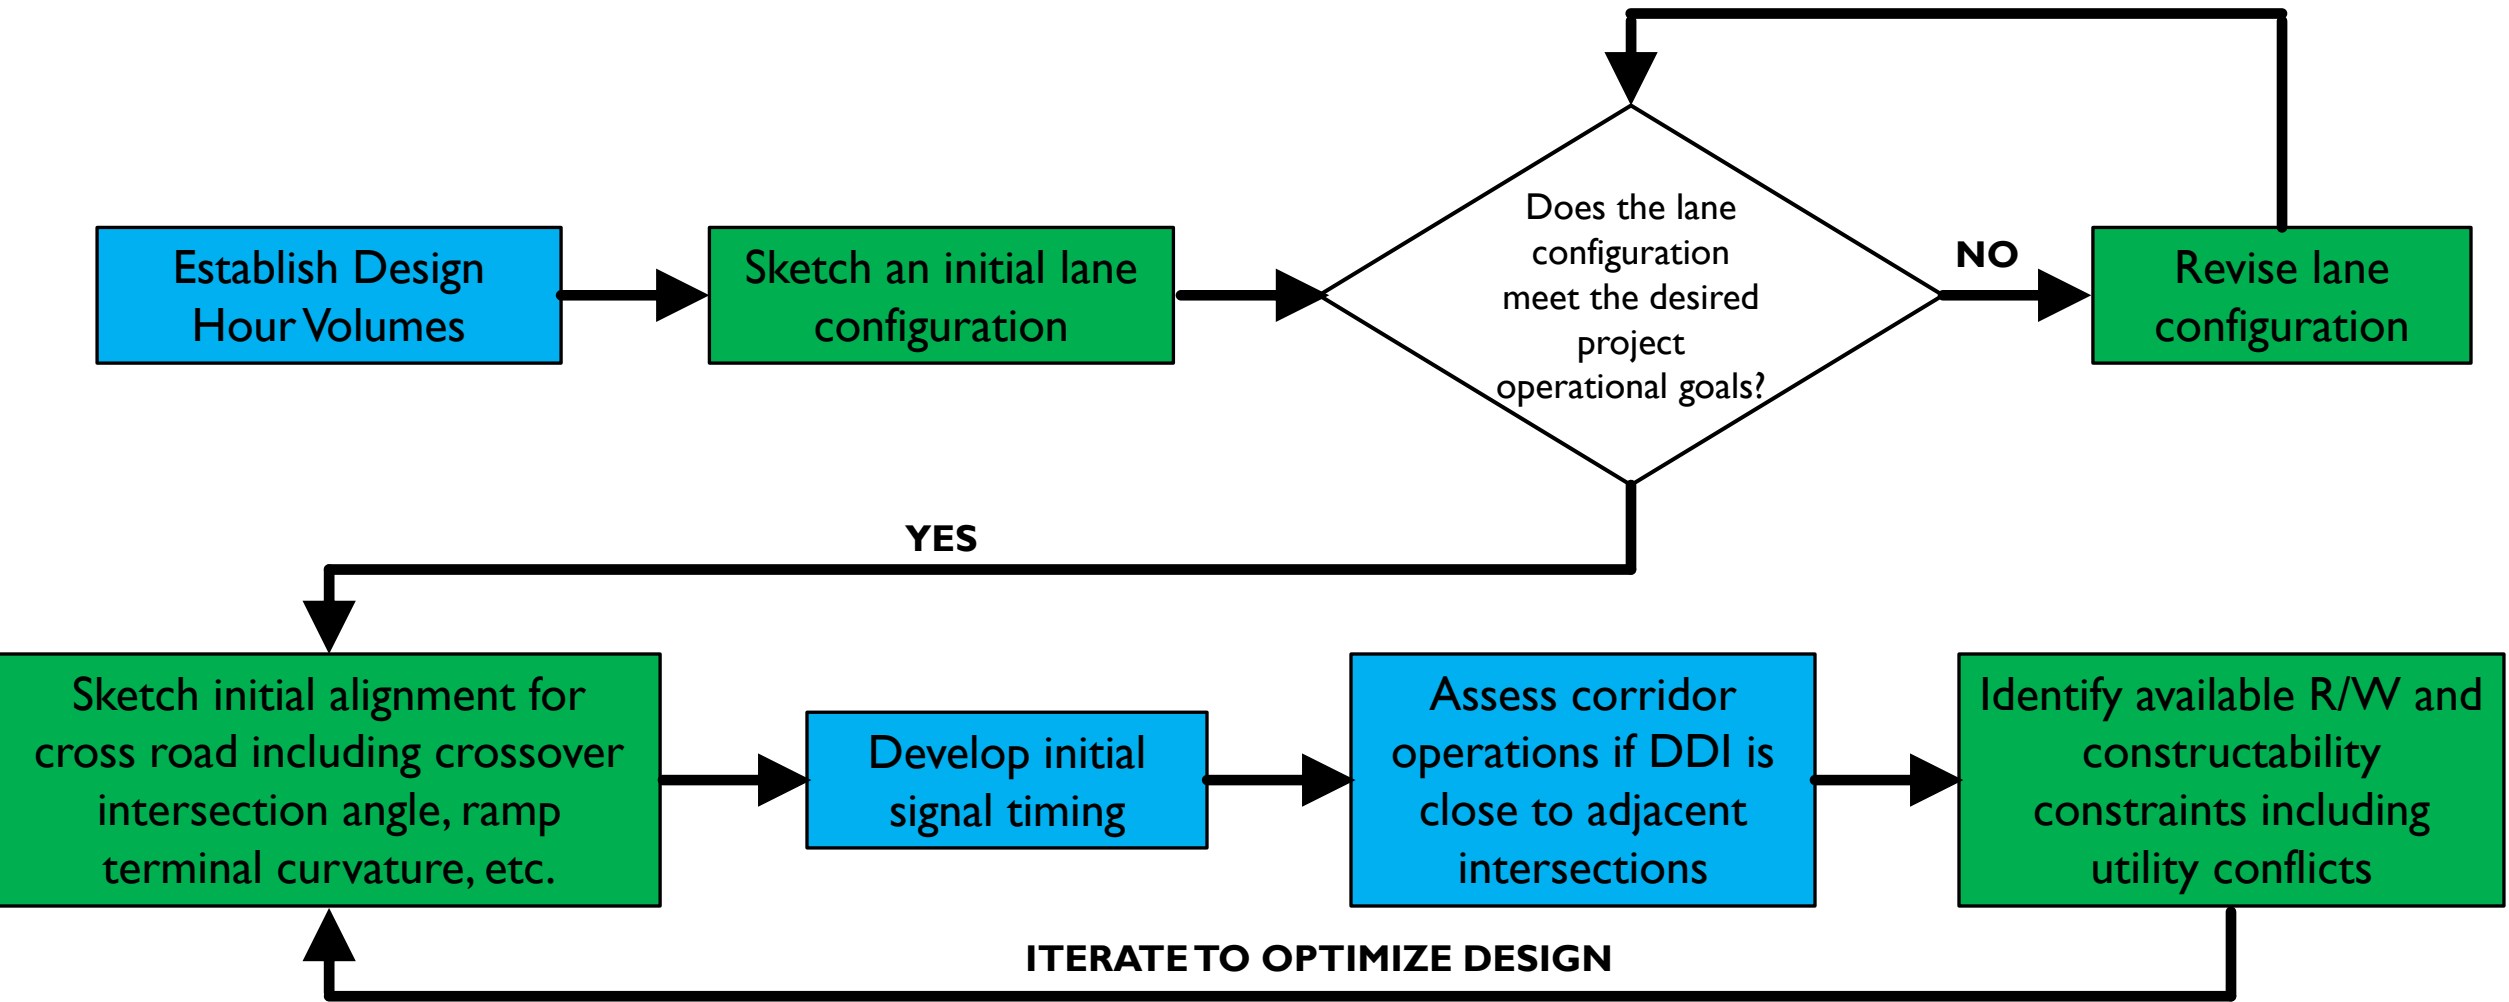 Establish Design
Hour Volumes
Sketch an initial lane
configuration
Does the lane
configuration
meet the desired
project
operational goals?
NO
Revise lane
configuration
YES
Sketch initial alignment for
cross road including crossover
intersection angle, ramp
terminal curvature, etc.
Develop initial
signal timing
Assess corridor
operations if DDI is
close to adjacent
intersections
Identify available R/W and
constructability
constraints including
utility conflicts
ITERATE TO OPTIMIZE DESIGN